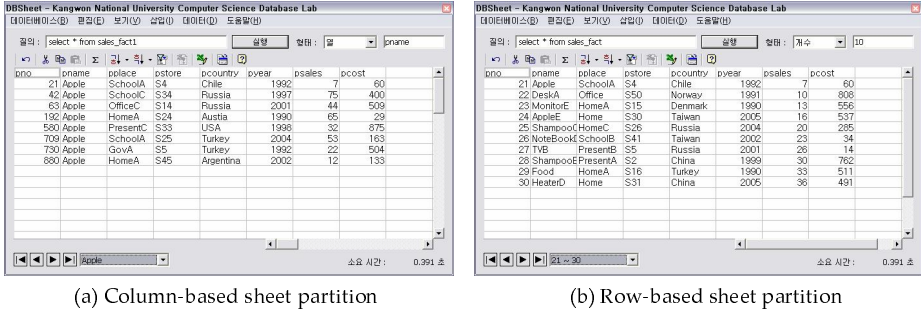 DBSheet - Kangwon National University Computer Science Database Lab
데이터베이스(B) 편집(E) 보기(V) 삽입(I) 데이터(D) 도움말(H)
질의 : select * from sales_fact1 실행 형태 : 열 pname
pno pname pplace pstore pcountry pyear psales pcost
21 Apple SchoolA S4 Chile 1992 7 60
42 Apple SchoolC S34 Russia 1997 75 400
63 Apple OfficeC S14 Russia 2001 44 509
192 Apple HomeA S24 Austia 1990 65 29
580 Apple PresentC S33 USA 1998 32 875
709 Apple SchoolA S25 Turkey 2004 53 163
730 Apple GovA S5 Turkey 1992 22 504
880 Apple HomeA S45 Argentina 2002 12 133
Apple 소요 시간 : 0.391 초
(a) Column-based sheet partition
DBSheet - Kangwon National University Computer Science Database Lab
데이터베이스(B) 편집(E) 보기(V) 삽입(I) 데이터(D) 도움말(H)
질의 : select * from sales_fact 실행 형태 : 개수 10
pno pname pplace pstore pcountry pyear psales pcost
21 Apple SchoolA S4 Chile 1992 7 60
22 DeskA Office S50 Norway 1991 10 808
23 MonitorE HomeA S15 Denmark 1990 13 556
24 AppleE Home S30 Taiwan 2005 16 537
25 ShampooC HomeC S26 Russia 2004 20 285
26 NoteBookE SchoolB S41 Taiwan 2002 23 34
27 TVB PresentB S5 Russia 2001 26 14
28 ShampooE PresentA S2 China 1999 30 762
29 Food HomeA S16 Turkey 1990 33 511
30 HeaterD Home S31 China 2005 36 491
21 ~ 30 소요 시간 : 0.391 초
(b) Row-based sheet partition